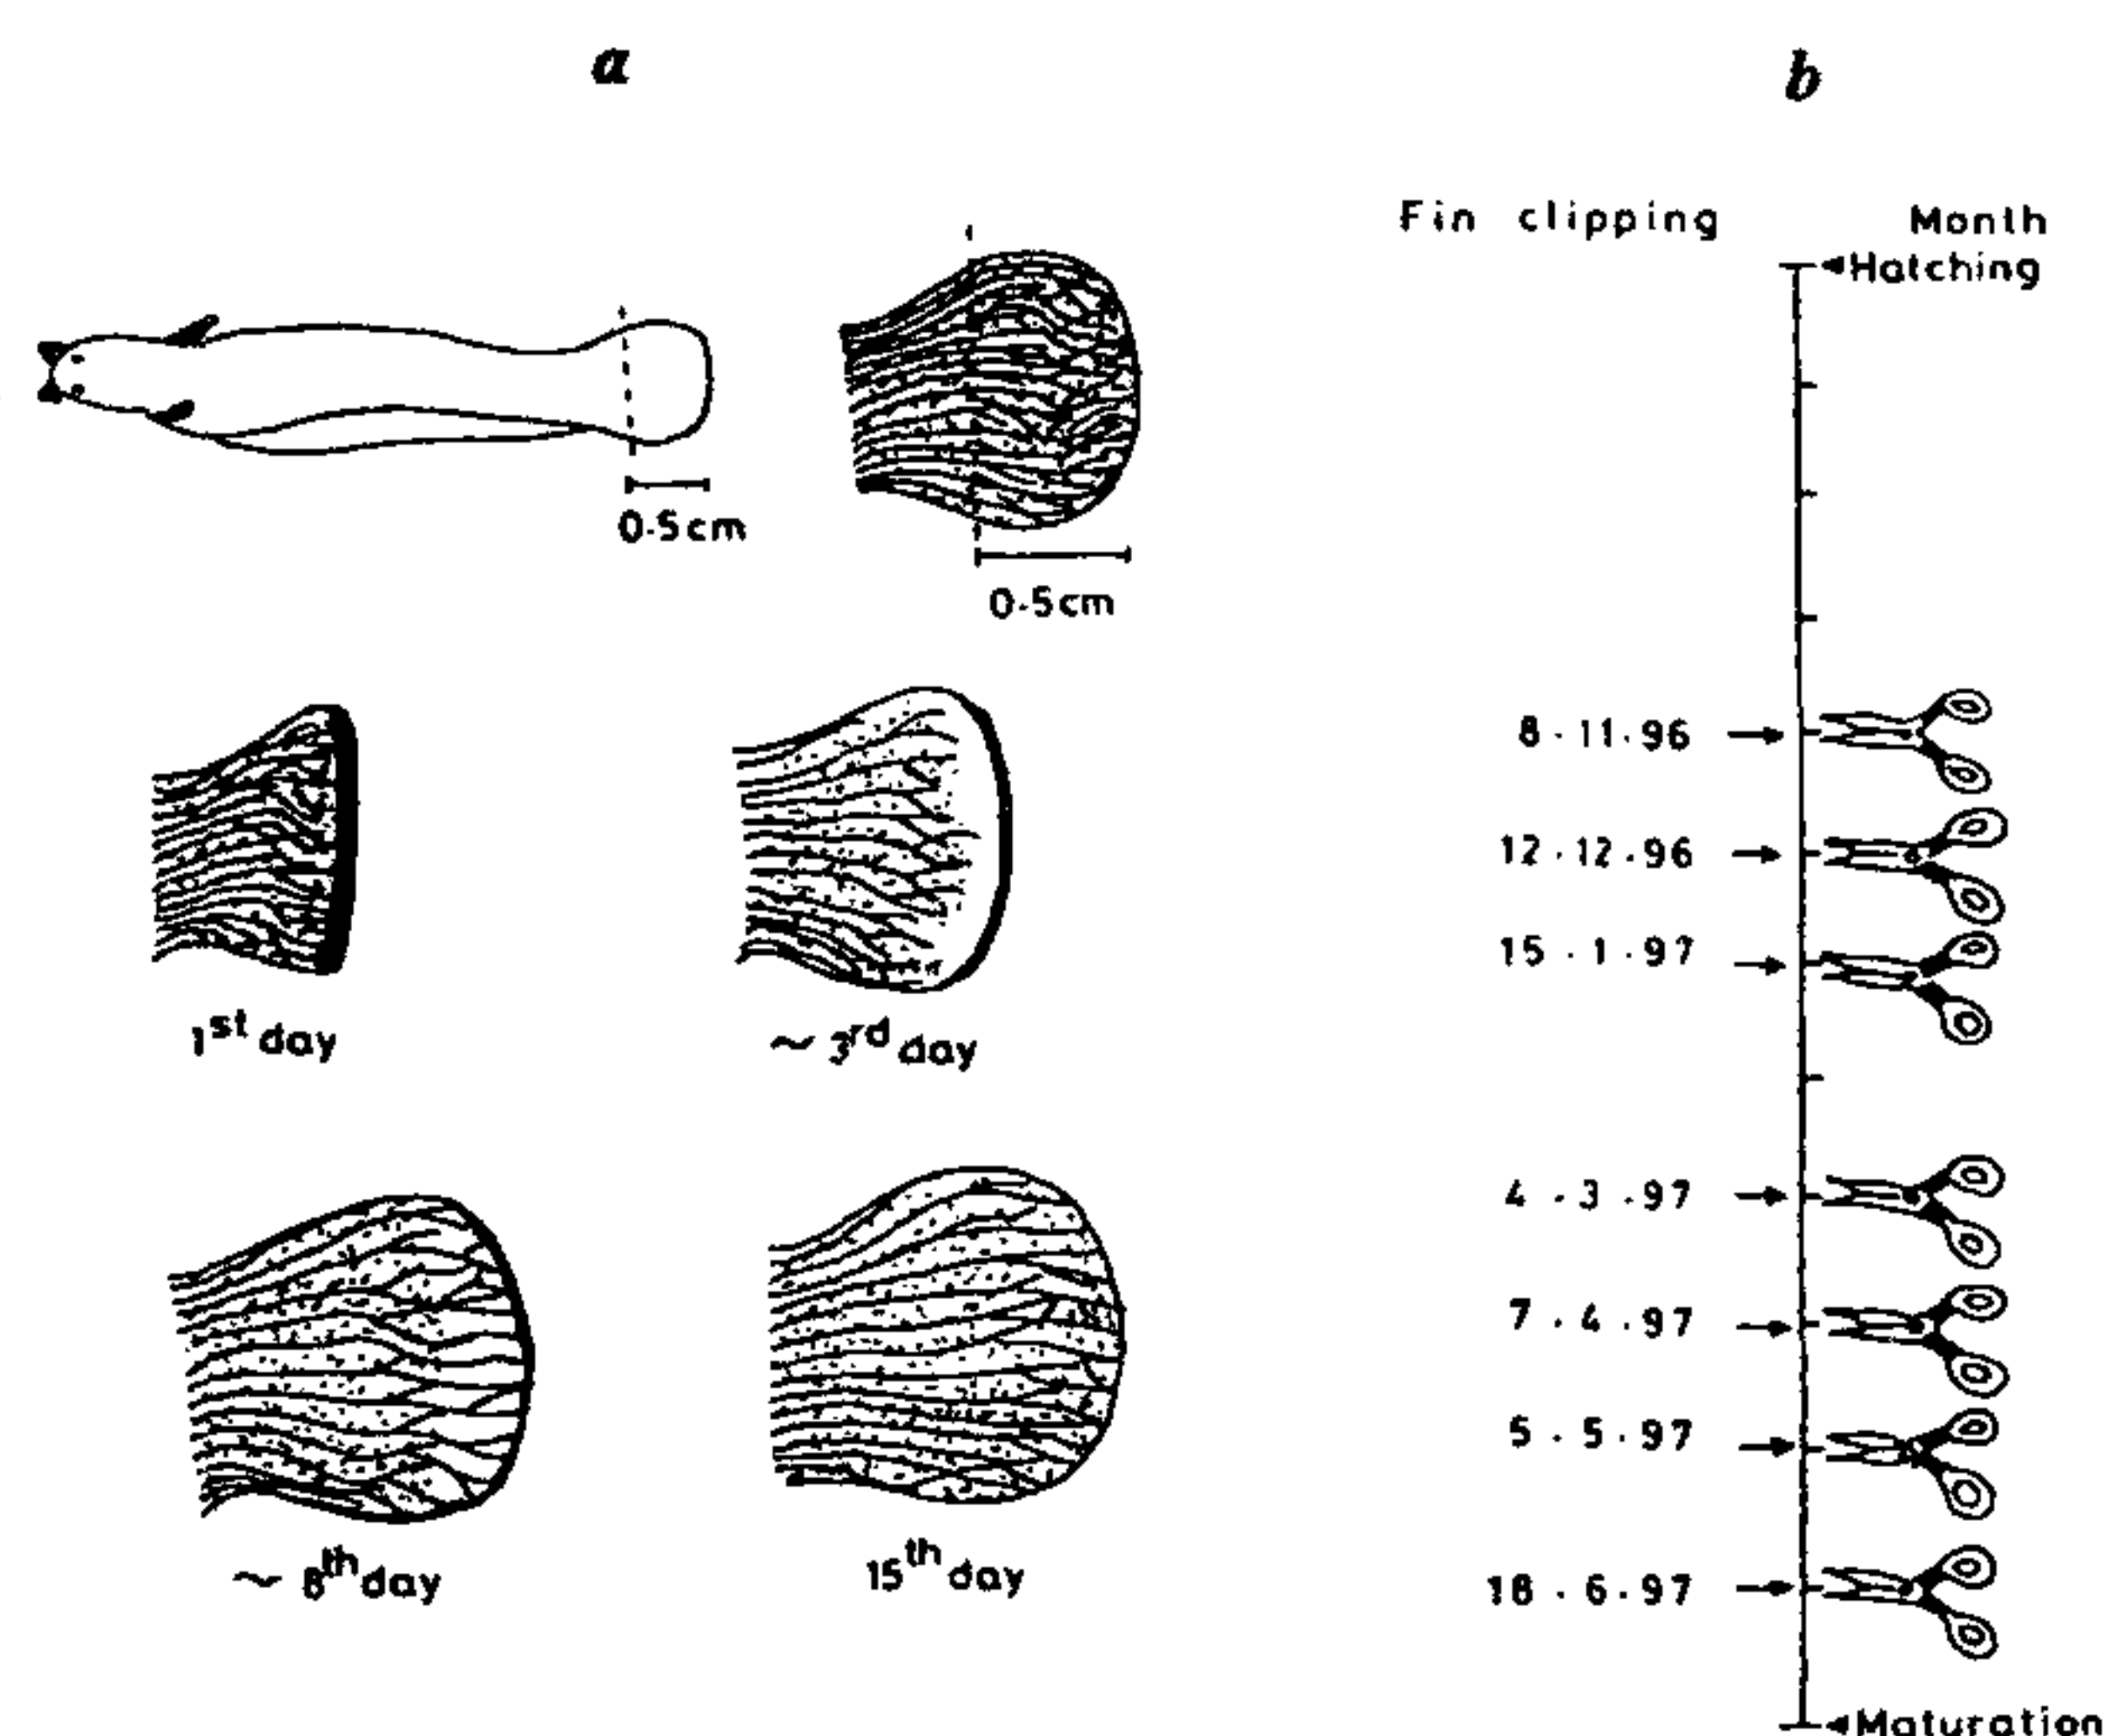 a
b
Fin clipping
Month
Hatching
0.5cm
0.5cm
8.11.96
12.12.96
15.1.97
1st day
~ 3rd day
4.3.97
7.4.97
5.5.97
~ 8th day
15th day
18.6.97
Maturation